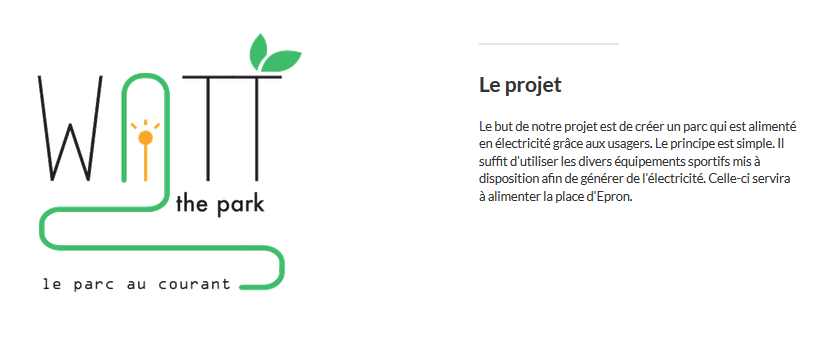 WATT
the park
le parc au courant
Le projet
Le but de notre projet est de créer un parc qui est alimenté
en électricité grâce aux usagers. Le principe est simple. Il
suffit d'utiliser les divers équipements sportifs mis à
disposition afin de générer de l'électricité. Celle-ci servira
à alimenter la place d'Epron.